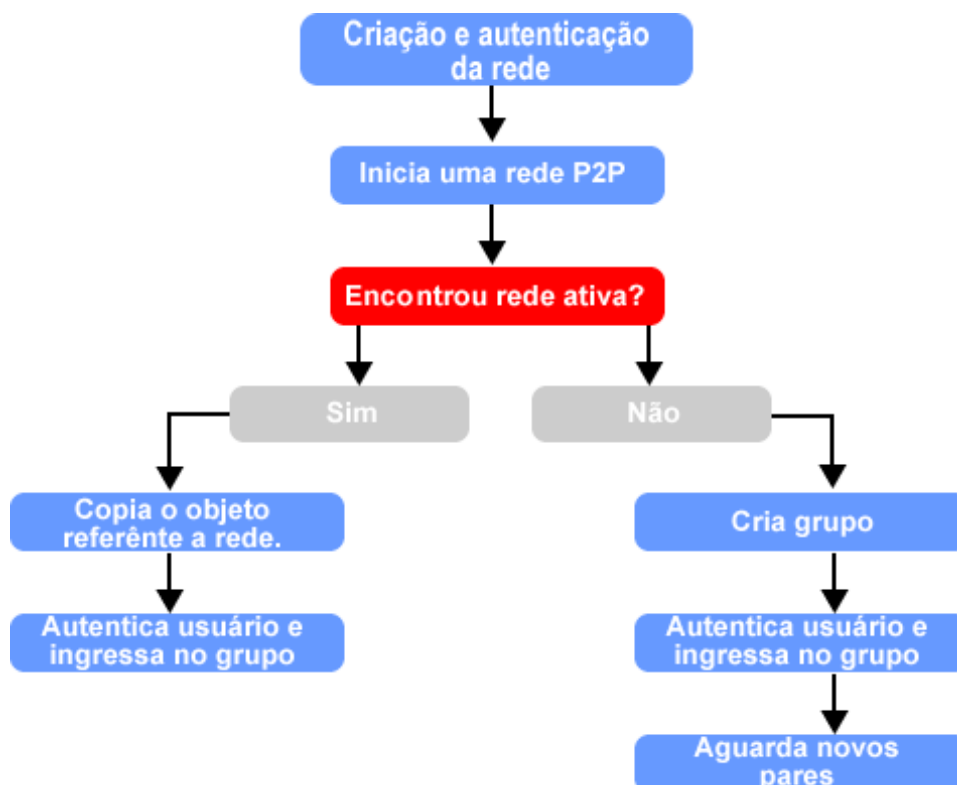 Criação e autenticação
da rede
Inicia uma rede P2P
Encontrou rede ativa?
Sim
Não
Copia o objeto
referênte a rede.
Cria grupo
Autentica usuário e
ingressa no grupo
Autentica usuário e
ingressa no grupo
Aguarda novos
pares